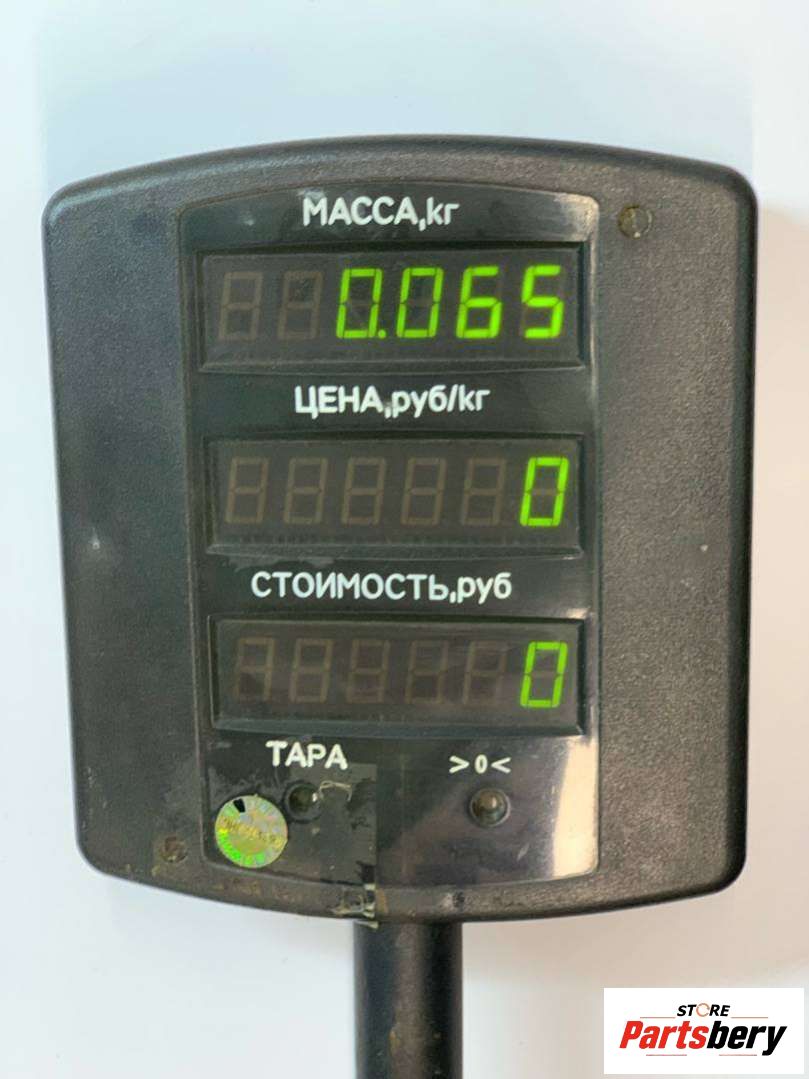 МАССА,кг
0.065
ЦЕНА,руб/кг
0
СТОИМОСТЬ,руб
0
ТАРА >0<
STORE
Partsbery